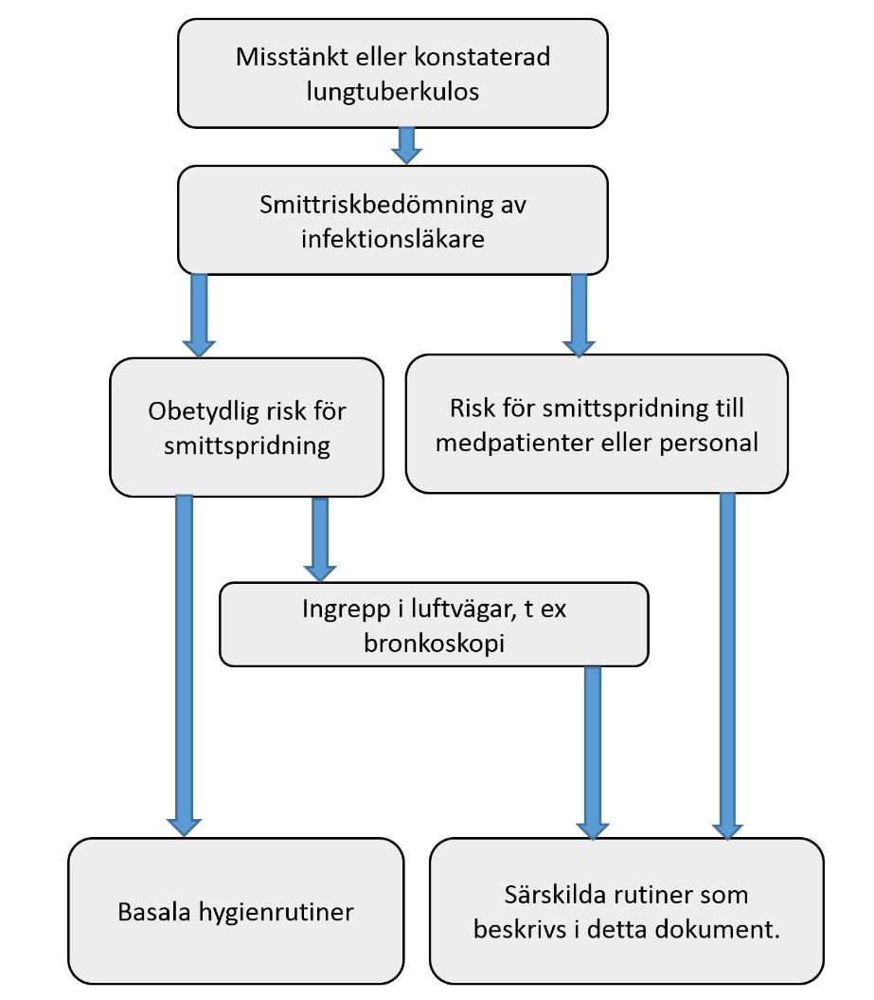 Misstänkt eller konstaterad
lungtuberkulos
Smittriskbedömning av
infektionsläkare
Obetydlig risk för
smittspridning
Risk för smittspridning till
medpatienter eller personal
Ingrepp i luftvägar, t ex
bronkoskopi
Basala hygienrutiner
Särskilda rutiner som
beskrivs i detta dokument.